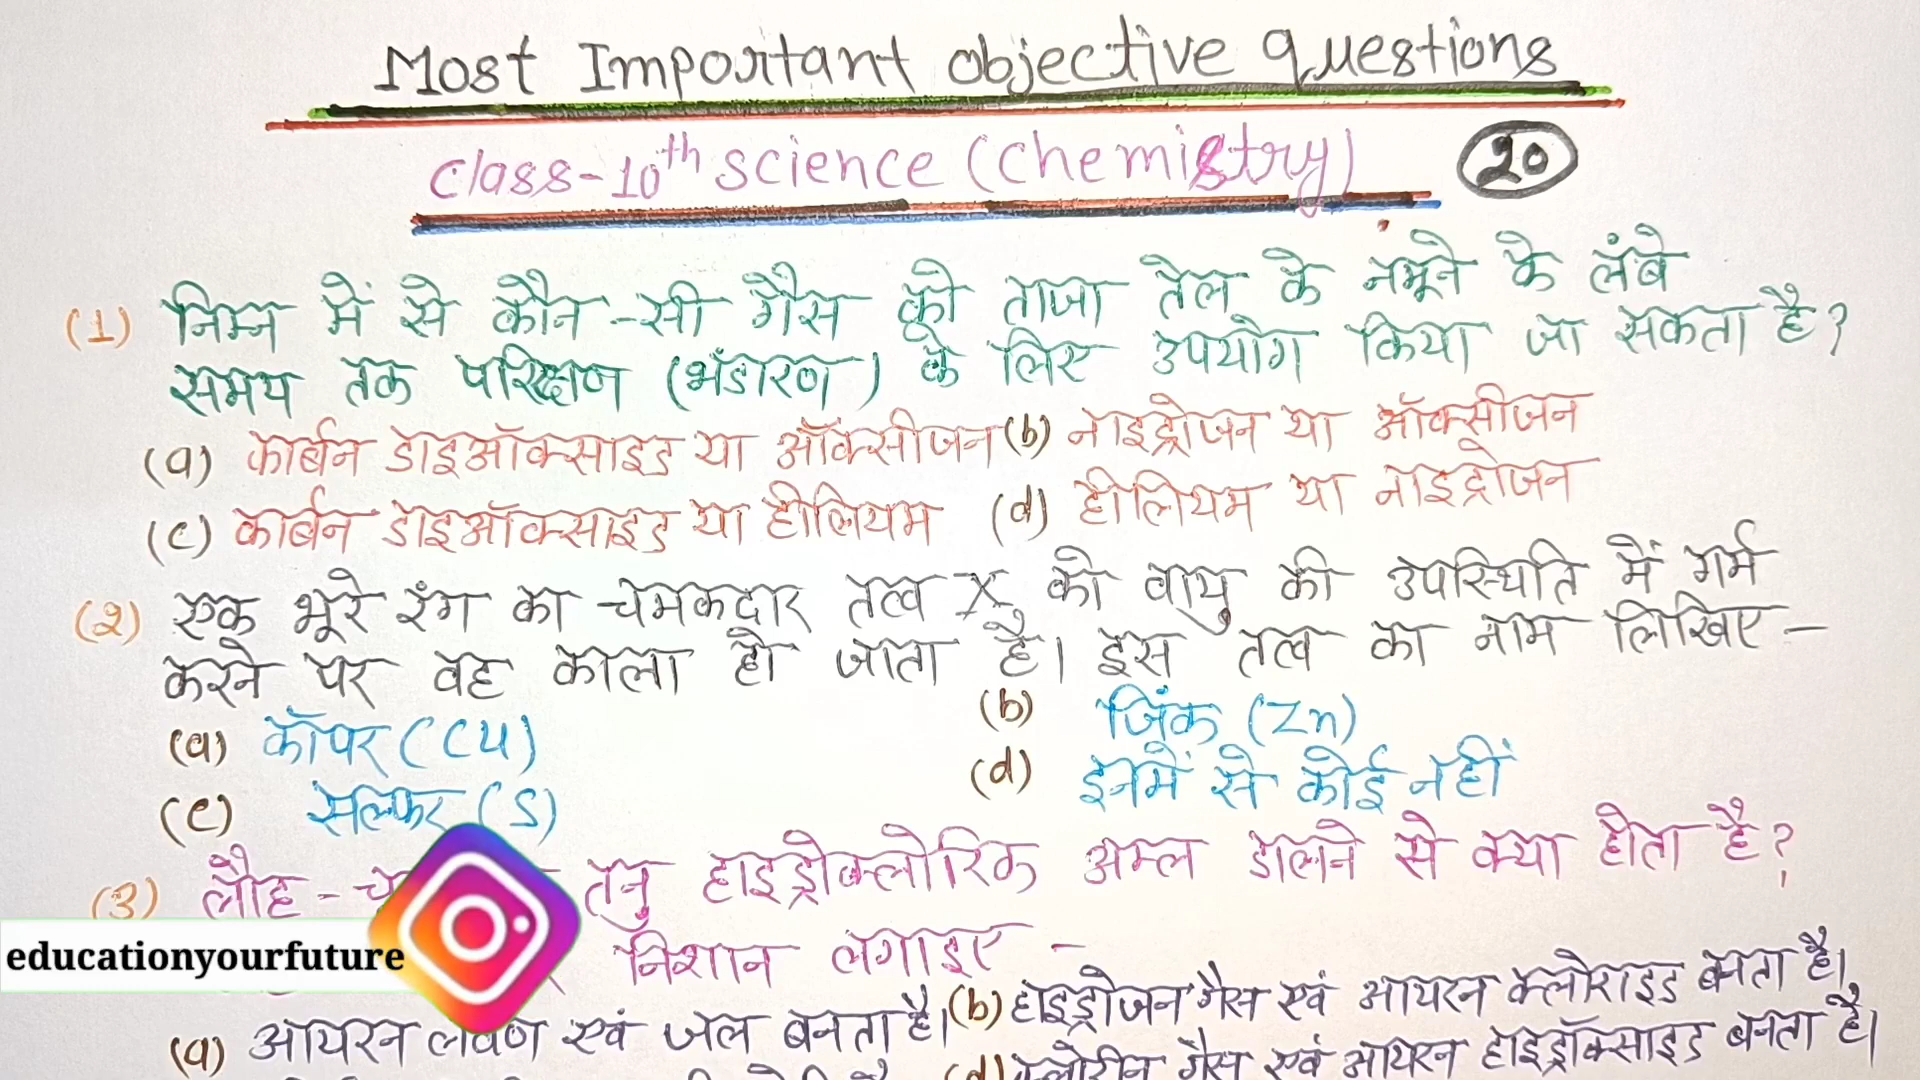 Most Important objective questions
class-10th science (chemistry) 20
(1) निम्न में से कौन-सी गैस को ताजा तेल के नमूने के लंबे
समय तक परिक्षण (भंडारण) के लिए उपयोग किया जा सकता है?
(a) कार्बन डाइऑक्साइड या ऑक्सीजन (b) नाइट्रोजन या ऑक्सीजन
(c) कार्बन डाइऑक्साइड या हीलियम (d) हीलियम या नाइट्रोजन
(2) एक भूरे रंग का चमकदार तत्व X को वायु की उपस्थिति में गर्म
करने पर वह काला हो जाता है। इस तत्व का नाम लिखिए –
(a) कॉपर (Cu) (b) जिंक (Zn)
(c) सल्फर (S) (d) इनमें से कोई नहीं
(3) लौह - तनु हाइड्रोक्लोरिक अम्ल डालने से क्या होता है?
निशान लगाइए –
educationyourfuture
(a) आयरन लवण एवं जल बनता है। (b) हाइड्रोजन गैस एवं आयरन क्लोराइड बनता है।
(d) क्लोरीन गैस एवं आयरन हाइड्रॉक्साइड बनता है।